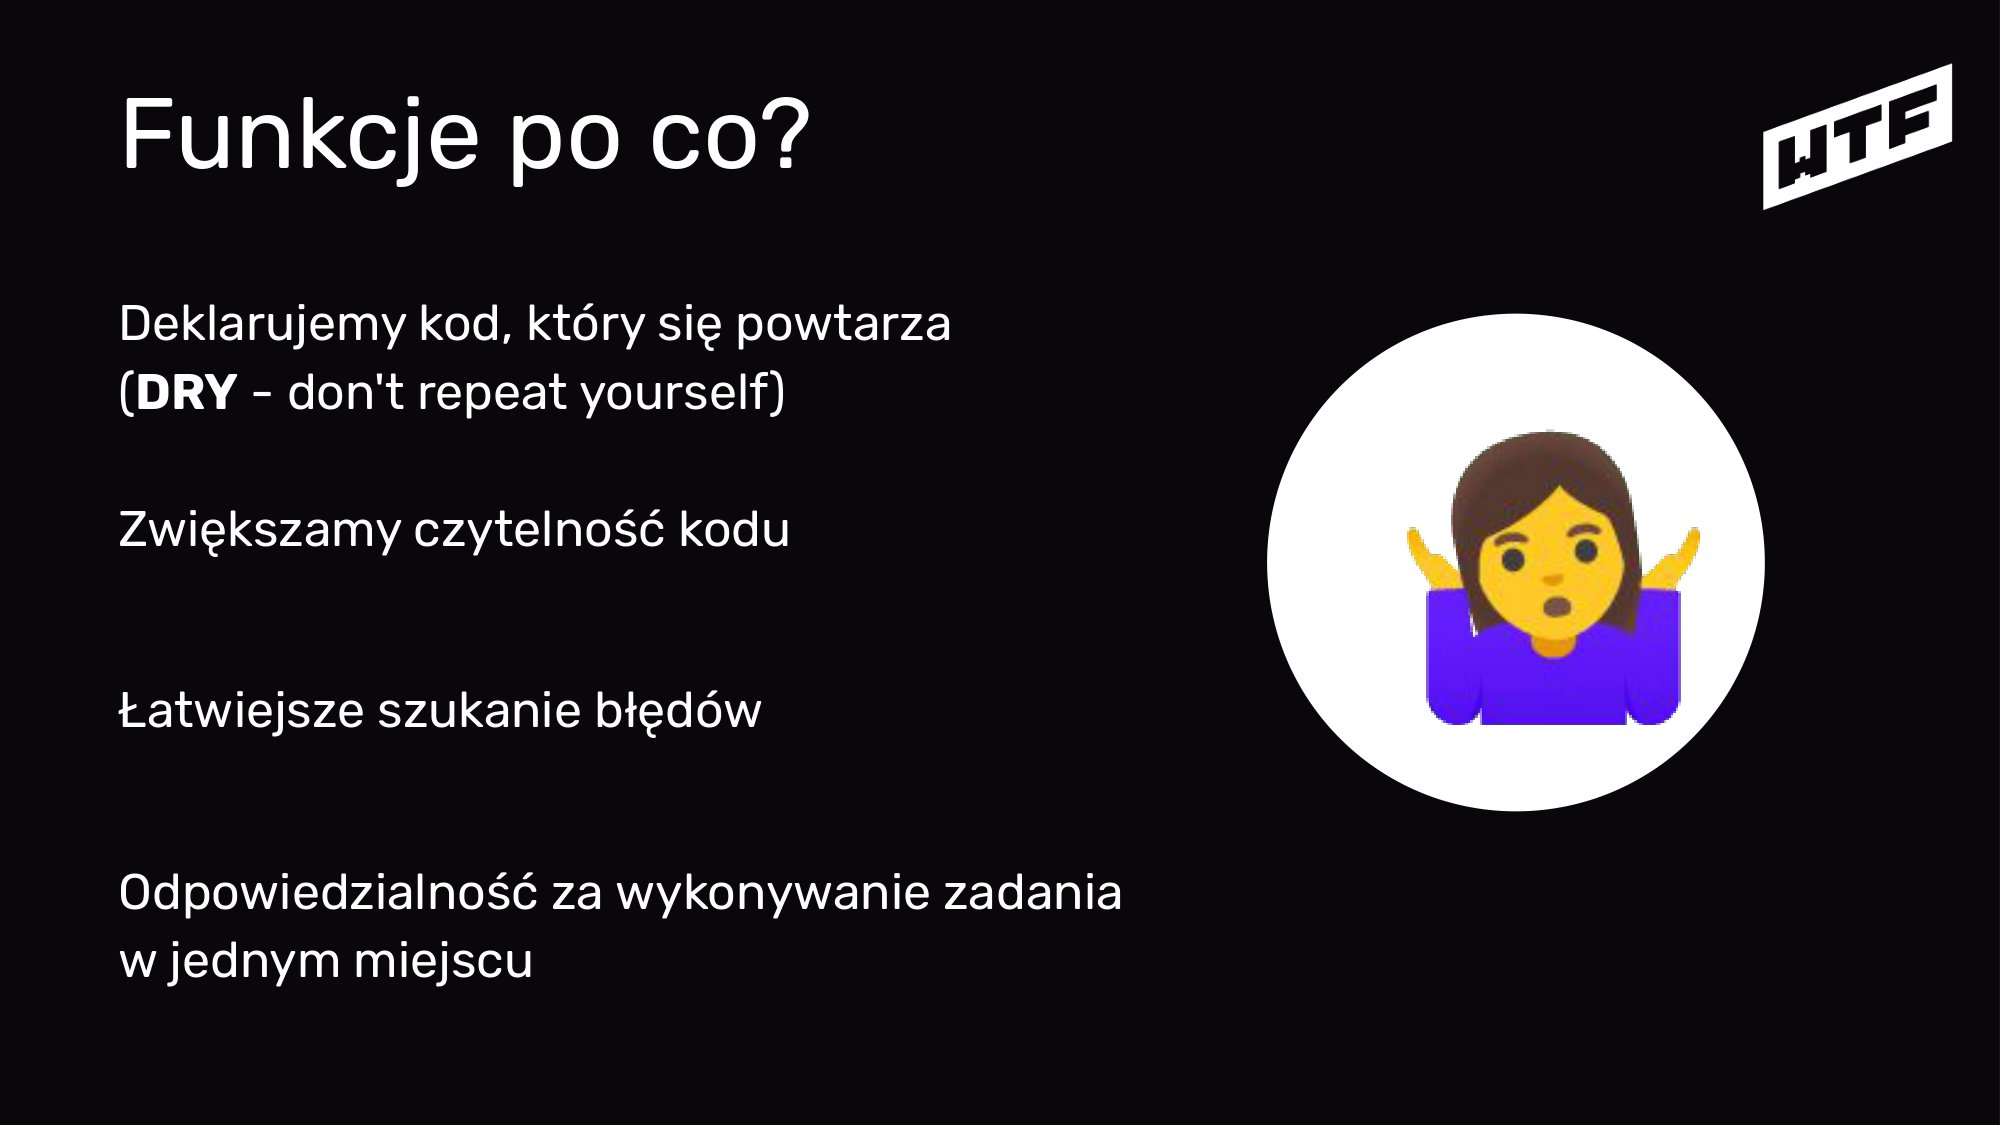 Funkcje po co?
WTF
Deklarujemy kod, który się powtarza
(DRY - don't repeat yourself)
Zwiększamy czytelność kodu
Łatwiejsze szukanie błędów
Odpowiedzialność za wykonywanie zadania
w jednym miejscu